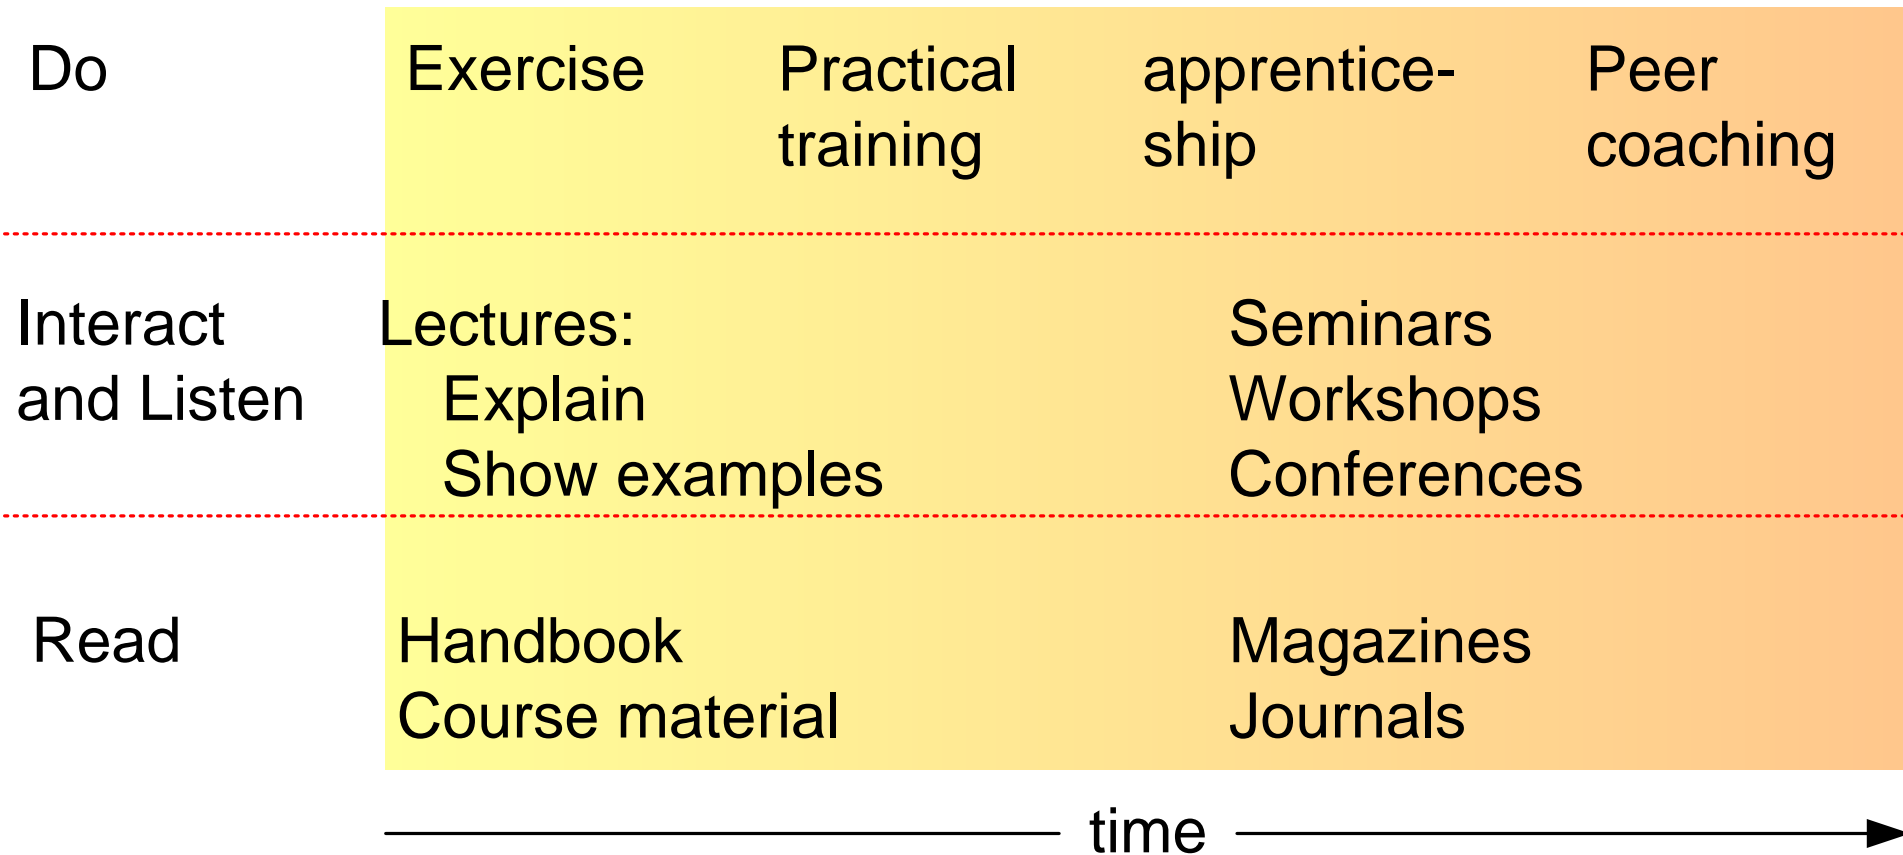 Do
Exercise
Practical
training
apprentice-
ship
Peer
coaching
Interact
and Listen
Lectures:
Explain
Show examples
Seminars
Workshops
Conferences
Read
Handbook
Course material
Magazines
Journals
time